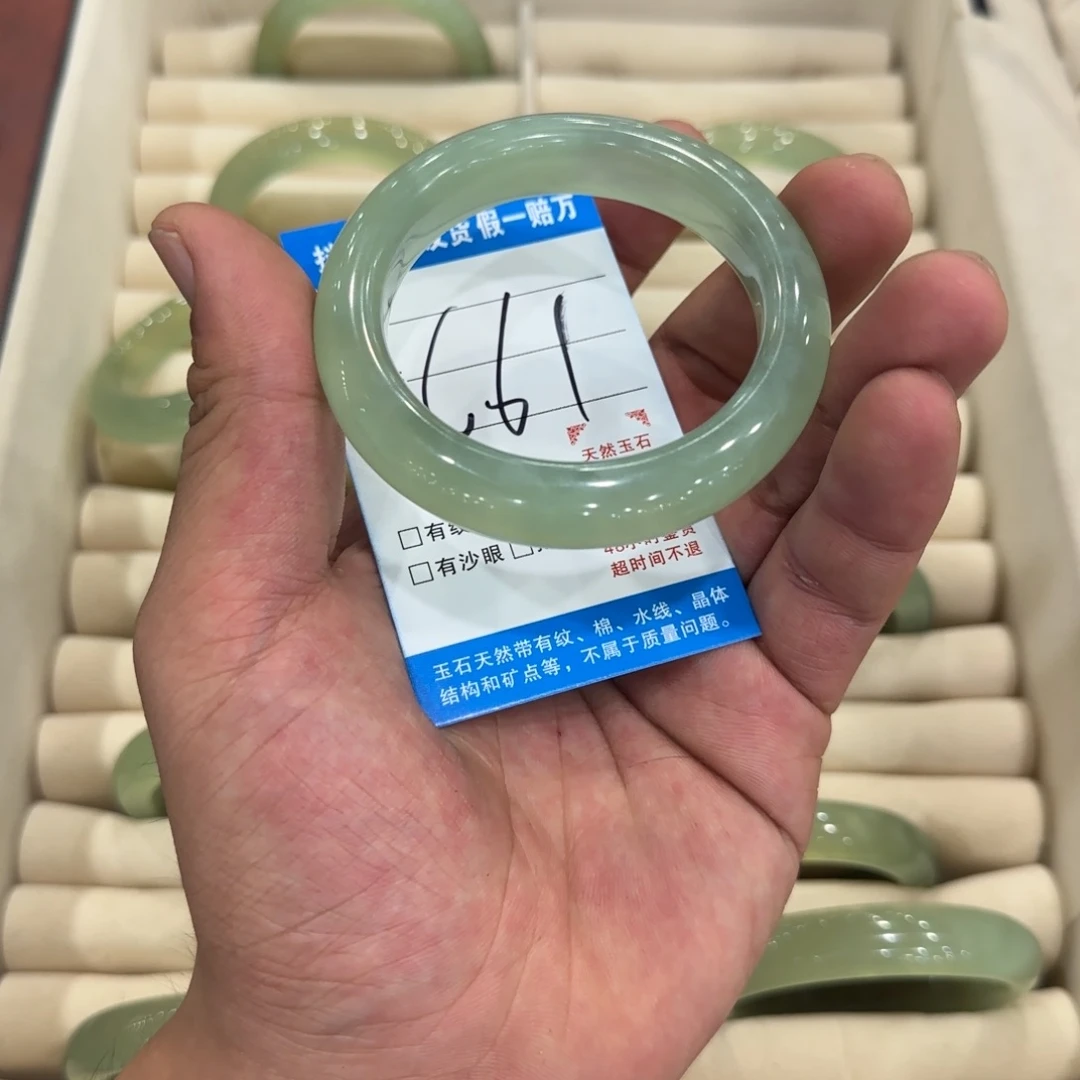 货 假一赔万
61
天然玉石
□有纹
□有沙眼 □
48小时鉴赏
超时间不退
玉石天然带有纹、棉、水线、晶体
结构和矿点等，不属于质量问题。